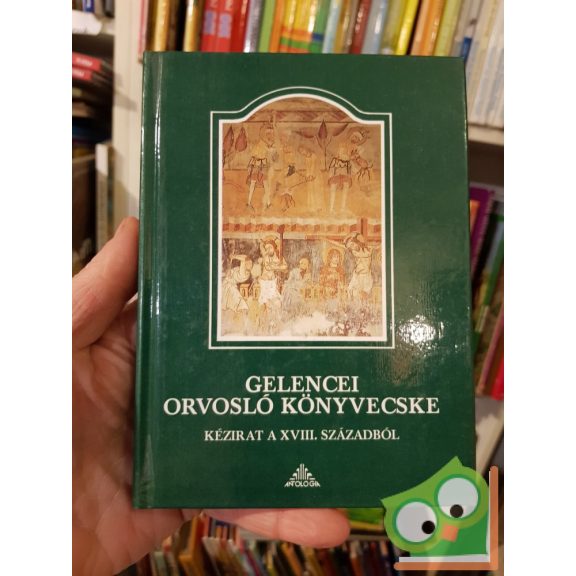 GELENCEI
ORVOSLÓ KÖNYVECSKE
KÉZIRAT A XVIII. SZÁZADBÓL
ANTOLÓGIA